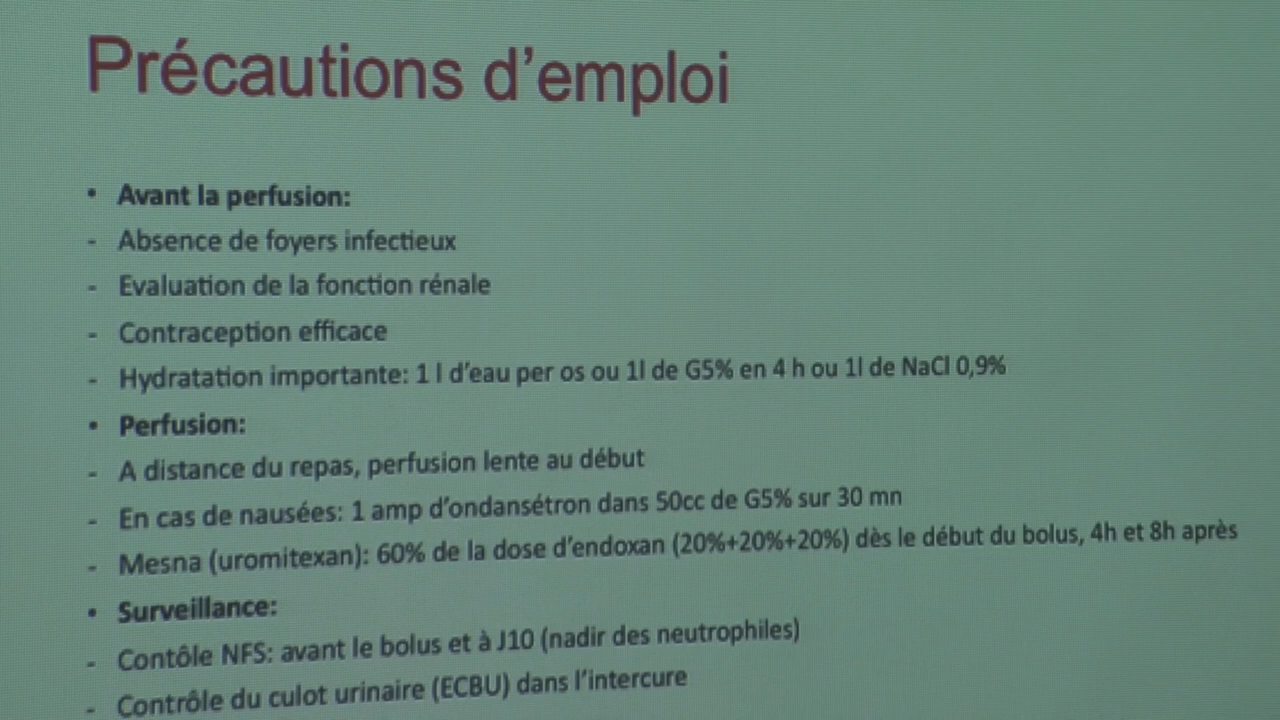 Précautions d'emploi
• Avant la perfusion:
- Absence de foyers infectieux
- Evaluation de la fonction rénale
- Contraception efficace
- Hydratation importante: 1 l d'eau per os ou 1l de G5% en 4 h ou 1l de NaCl 0,9%
• Perfusion:
- A distance du repas, perfusion lente au début
- En cas de nausées: 1 amp d'ondansétron dans 50cc de G5% sur 30 mn
- Mesna (uromitexan): 60% de la dose d'endoxan (20%+20%+20%) dès le début du bolus, 4h et 8h après
• Surveillance:
- Contôle NFS: avant le bolus et à J10 (nadir des neutrophiles)
- Contrôle du culot urinaire (ECBU) dans l'intercure